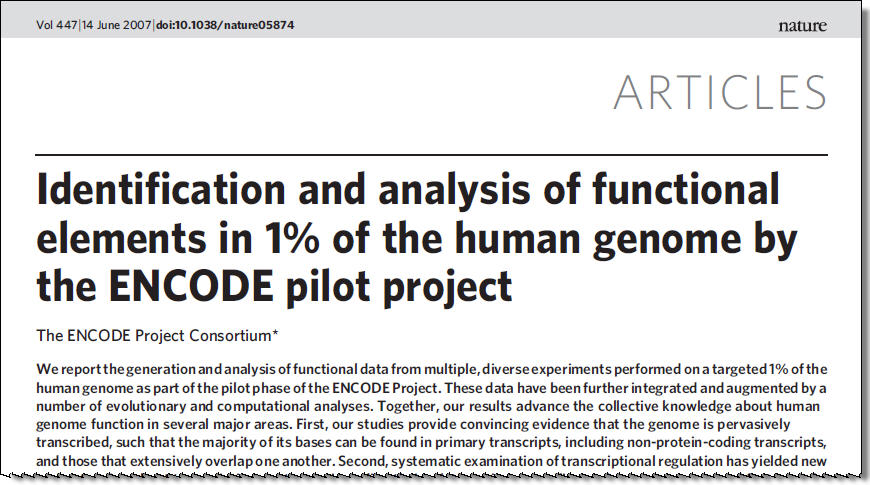 Vol 447|14 June 2007|doi:10.1038/nature05874
nature
ARTICLES
Identification and analysis of functional
elements in 1% of the human genome by
the ENCODE pilot project
The ENCODE Project Consortium*
We report the generation and analysis of functional data from multiple, diverse experiments performed on a targeted 1% of the
human genome as part of the pilot phase of the ENCODE Project. These data have been further integrated and augmented by a
number of evolutionary and computational analyses. Together, our results advance the collective knowledge about human
genome function in several major areas. First, our studies provide convincing evidence that the genome is pervasively
transcribed, such that the majority of its bases can be found in primary transcripts, including non-protein-coding transcripts,
and those that extensively overlap one another. Second, systematic examination of transcriptional regulation has yielded new